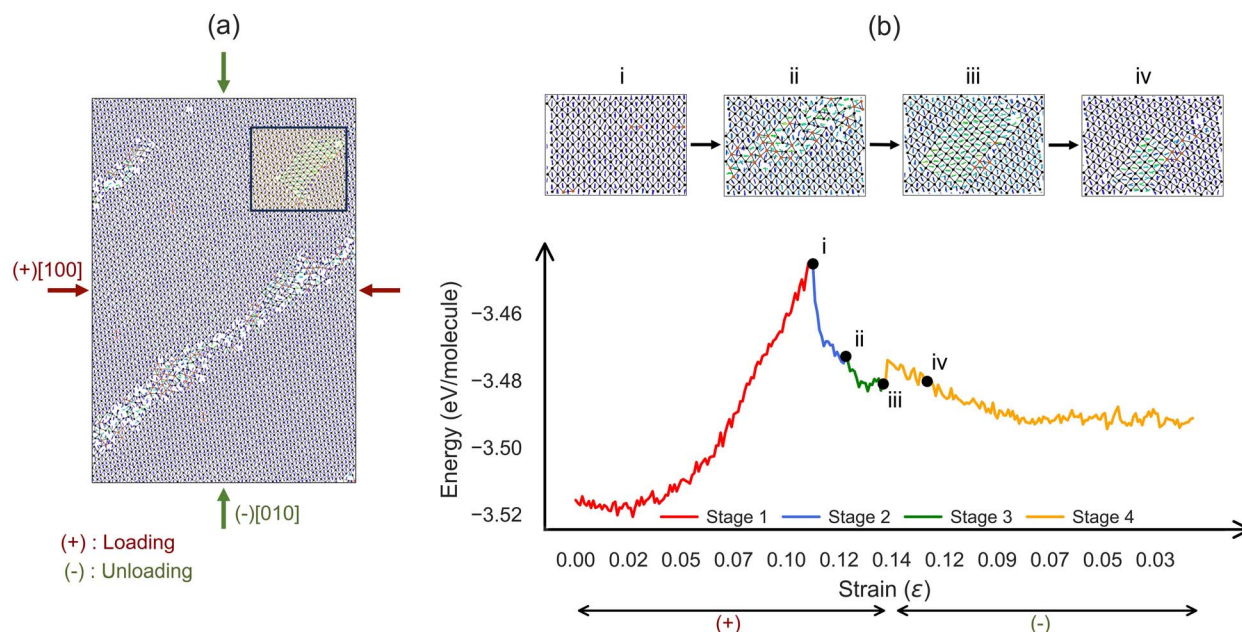 (a)
(+)[100]
(-)[010]
(+) : Loading
(-) : Unloading
(b)
i
ii
iii
iv
Energy (eV/molecule)
−3.46
−3.48
−3.50
−3.52
i
ii
iii
iv
Stage 1
Stage 2
Stage 3
Stage 4
0.00 0.02 0.05 0.07 0.10 0.12 0.14 0.12 0.09 0.07 0.05 0.03
Strain (ε)
(+)
(-)